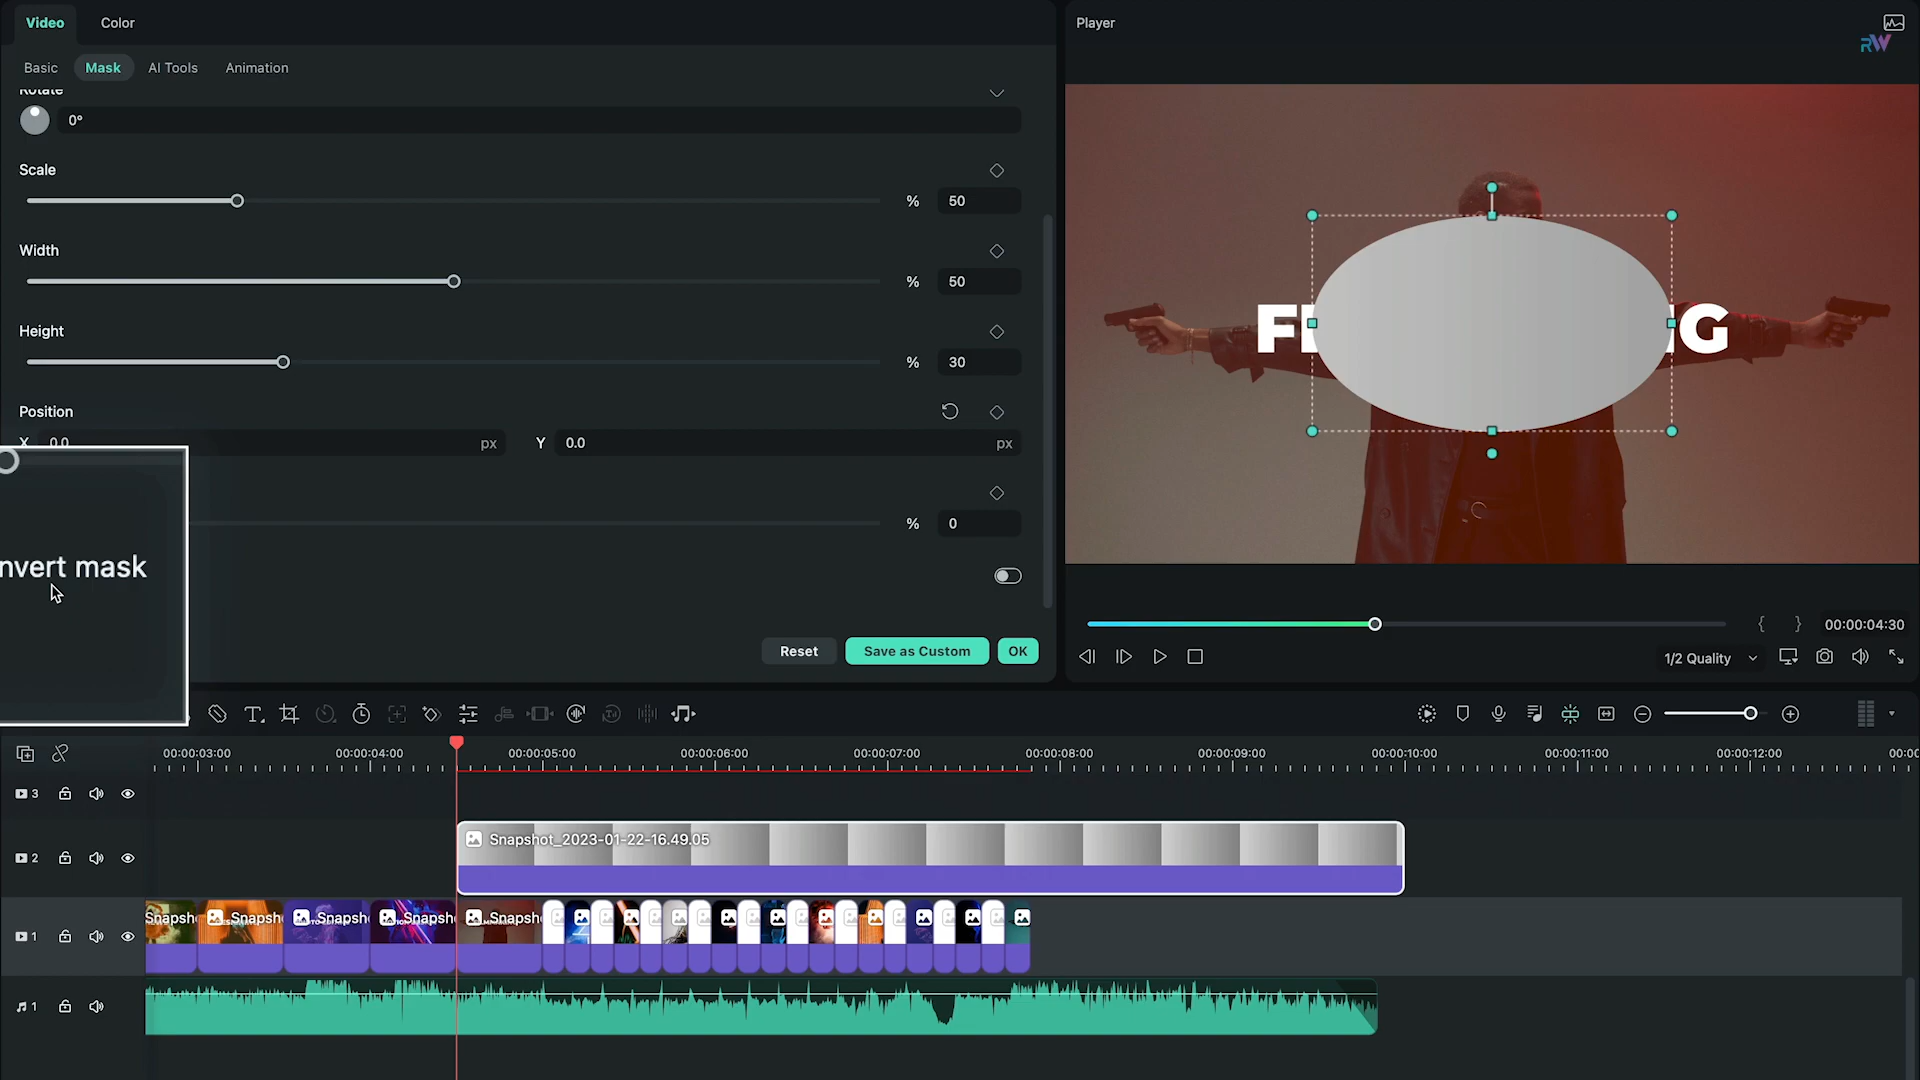 Video
Color
Player
RW
Basic
Mask
AI Tools
Animation
Rotate
0°
Scale
% 50
Width
% 50
Height
% 30
Position
X 0.0 px
Y 0.0 px
% 0
nvert mask
Reset
Save as Custom
OK
G
00:00:04:30
1/2 Quality
00:00:03:00
00:00:04:00
00:00:05:00
00:00:06:00
00:00:07:00
00:00:08:00
00:00:09:00
00:00:10:00
00:00:11:00
00:00:12:00
00:00
3
2
Snapshot_2023-01-22-16.49.05
1
Snapsh
Snapsh
Snapsh
Snapsh
Snapsh
1